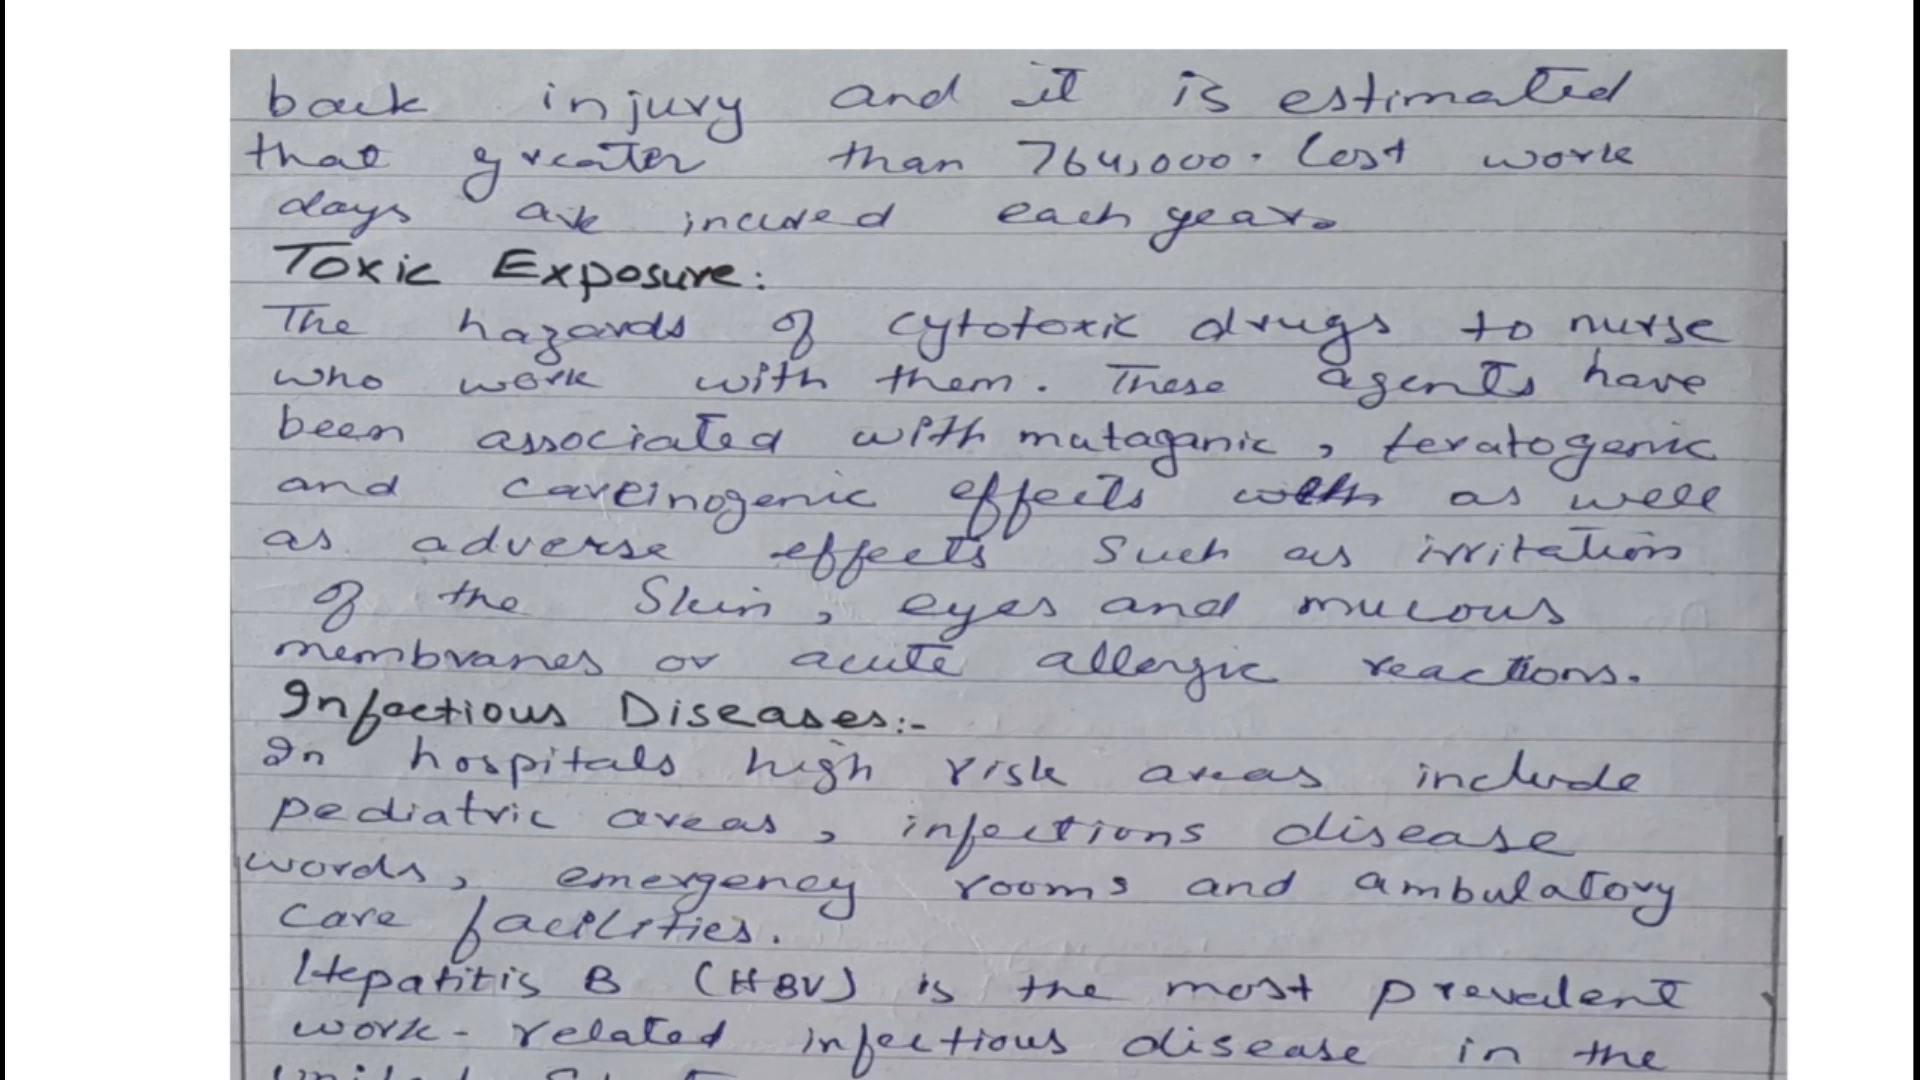 back injury and it is estimated
that greater than 764,000. lost work
days are incured each year.
Toxic Exposure:
The hazards of cytotoxic drugs to nurse
who work with them. These agents have
been associated with mutaganic, teratogenic
and carcinogenic effects as well
as adverse effects such as irritation
of the Skin, eyes and mucous
membranes or acute allergic reactions.
Infectious Diseases:-
In hospitals high risk areas include
pediatric areas, infections disease
words, emergency rooms and ambulatory
care facilities.
Hepatitis B (HBV) is the most prevalent
work-related infectious disease in the